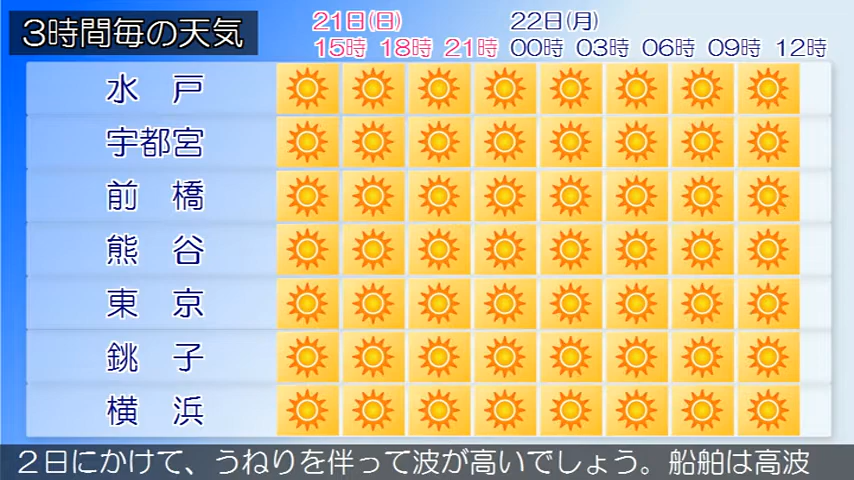 3時間毎の天気
21日(日) 22日(月)
15時 18時 21時 00時 03時 06時 09時 12時
水戸
宇都宮
前橋
熊谷
東京
銚子
横浜
2日にかけて、うねりを伴って波が高いでしょう。船舶は高波